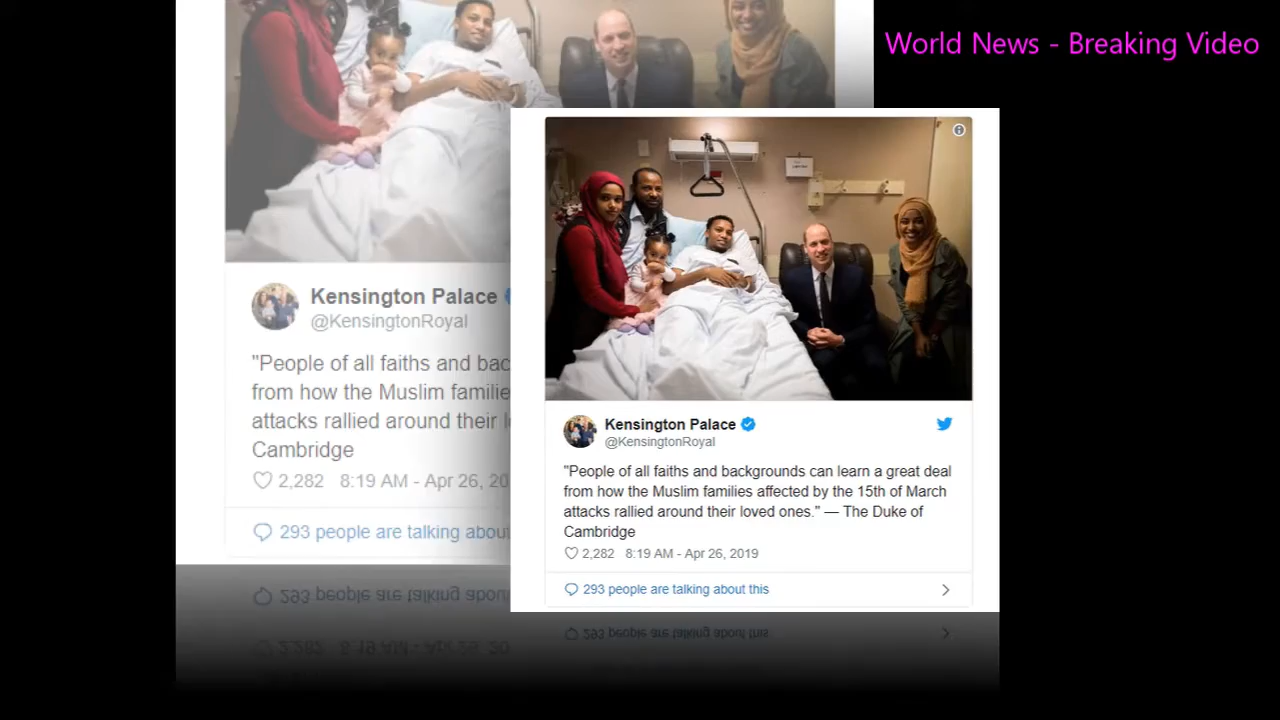 World News - Breaking Video
Kensington Palace
@KensingtonRoyal
"People of all faiths and bac
from how the Muslim familie
attacks rallied around their l
Cambridge
2,282 8:19 AM - Apr 26, 20
293 people are talking abou
Kensington Palace
@KensingtonRoyal
"People of all faiths and backgrounds can learn a great deal
from how the Muslim families affected by the 15th of March
attacks rallied around their loved ones." — The Duke of
Cambridge
2,282 8:19 AM - Apr 26, 2019
293 people are talking about this